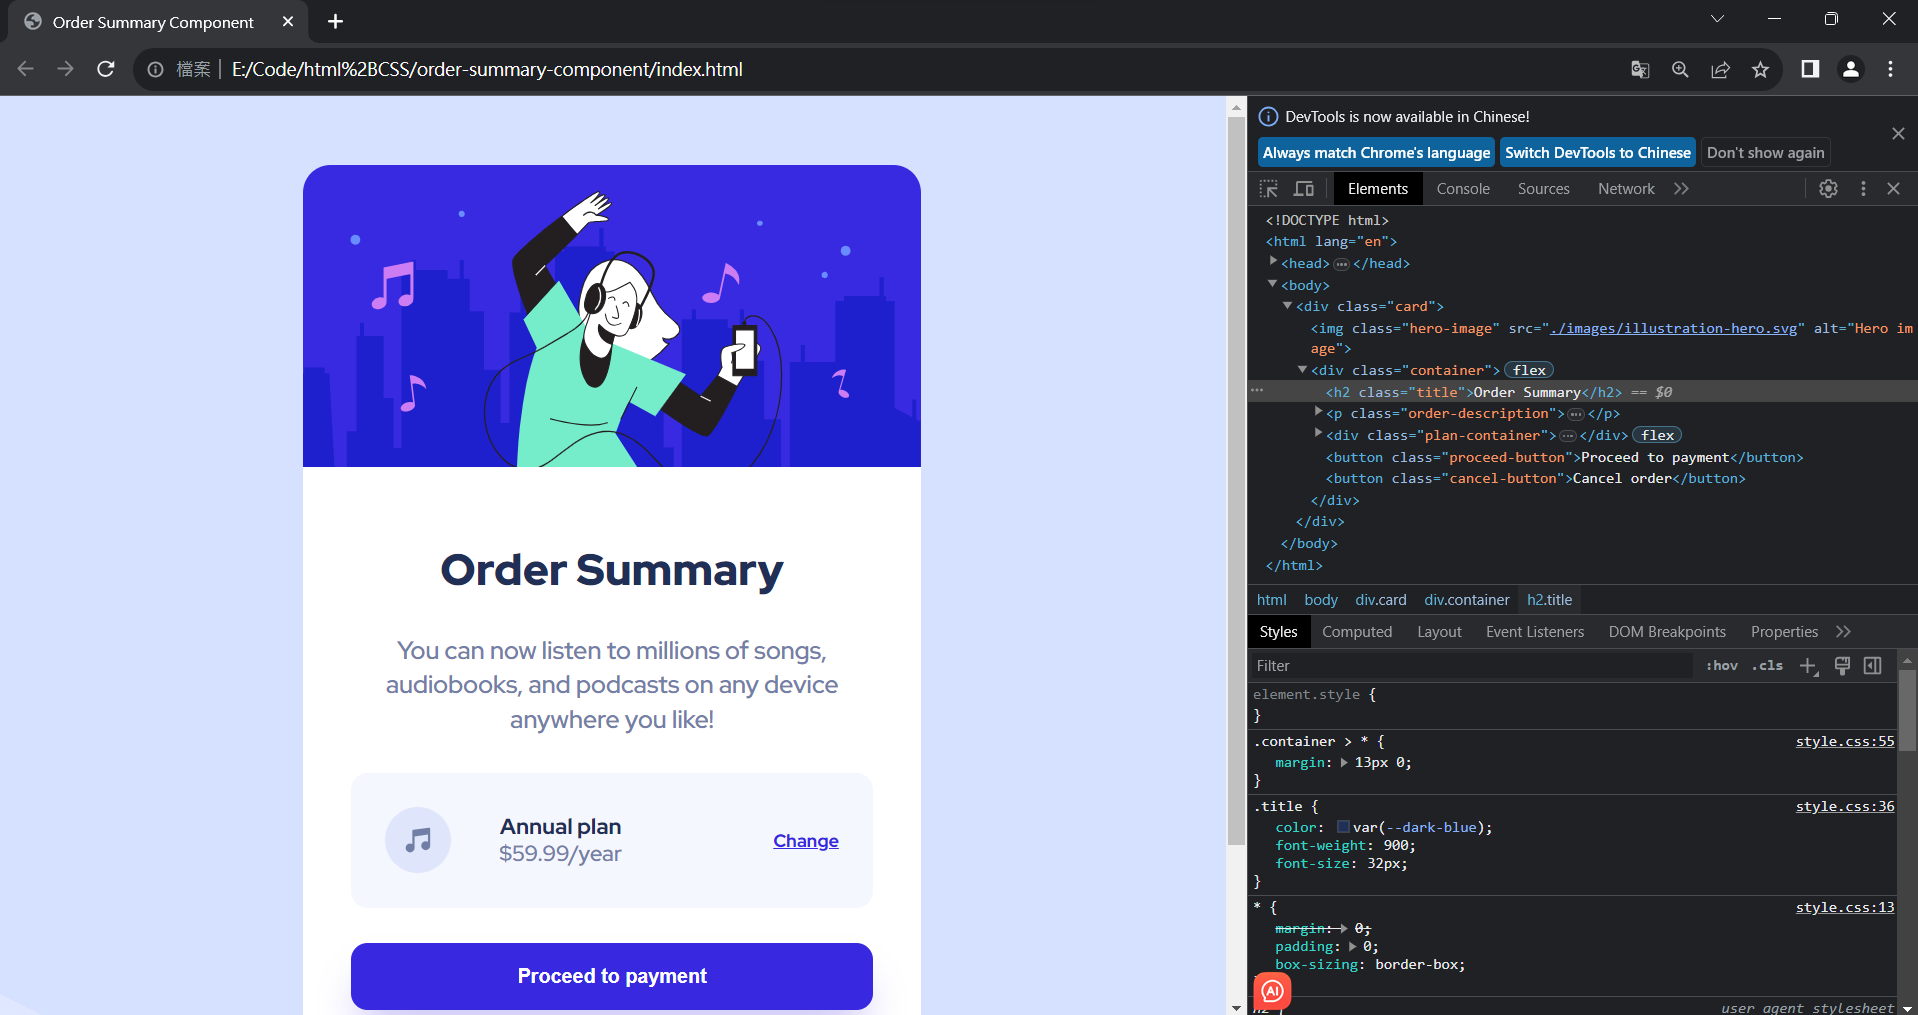 Order Summary Component
檔案 | E:/Code/html%2BCSS/order-summary-component/index.html
Order Summary
You can now listen to millions of songs,
audiobooks, and podcasts on any device
anywhere you like!
Annual plan
$59.99/year
Change
Proceed to payment
DevTools is now available in Chinese!
Always match Chrome's language Switch DevTools to Chinese Don't show again
Elements Console Sources Network
<!DOCTYPE html>
<html lang="en">
<head> … </head>
<body>
<div class="card">
<img class="hero-image" src="./images/illustration-hero.svg" alt="Hero im
age">
<div class="container"> flex
<h2 class="title">Order Summary</h2> == $0
<p class="order-description"> … </p>
<div class="plan-container"> … </div> flex
<button class="proceed-button">Proceed to payment</button>
<button class="cancel-button">Cancel order</button>
</div>
</div>
</body>
</html>
html body div.card div.container h2.title
Styles Computed Layout Event Listeners DOM Breakpoints Properties
Filter :hov .cls
element.style {
}
.container > * { style.css:55
margin: 13px 0;
}
.title { style.css:36
color: var(--dark-blue);
font-weight: 900;
font-size: 32px;
}
* { style.css:13
margin: 0;
padding: 0;
box-sizing: border-box;
AI
user agent stylesheet